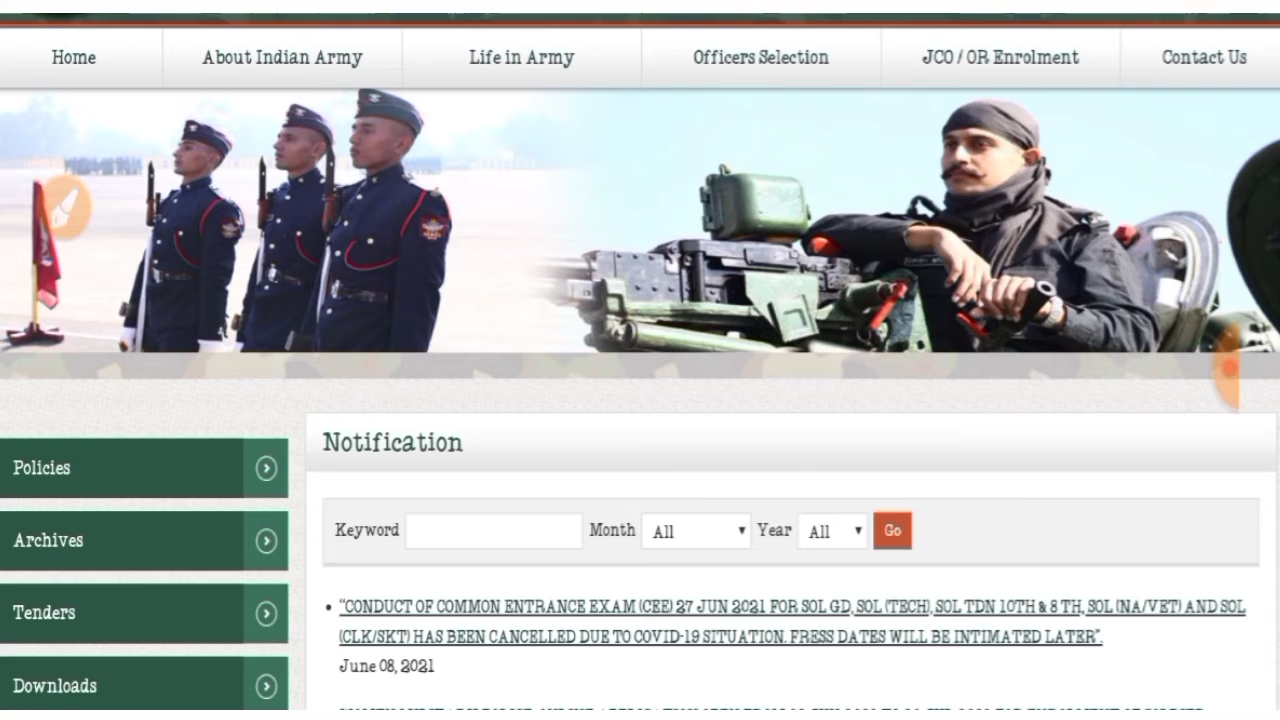 Home About Indian Army Life in Army Officers Selection JCO / OR Enrolment Contact Us
Notification
Policies
Keyword Month All Year All Go
Archives
"CONDUCT OF COMMON ENTRANCE EXAM (CEE) 27 JUN 2021 FOR SOL GD, SOL (TECH), SOL TDN 10TH & 8 TH, SOL (NA/VET) AND SOL
Tenders
(CLK/SKT) HAS BEEN CANCELLED DUE TO COVID-19 SITUATION. FRESS DATES WILL BE INTIMATED LATER".
June 08, 2021
Downloads